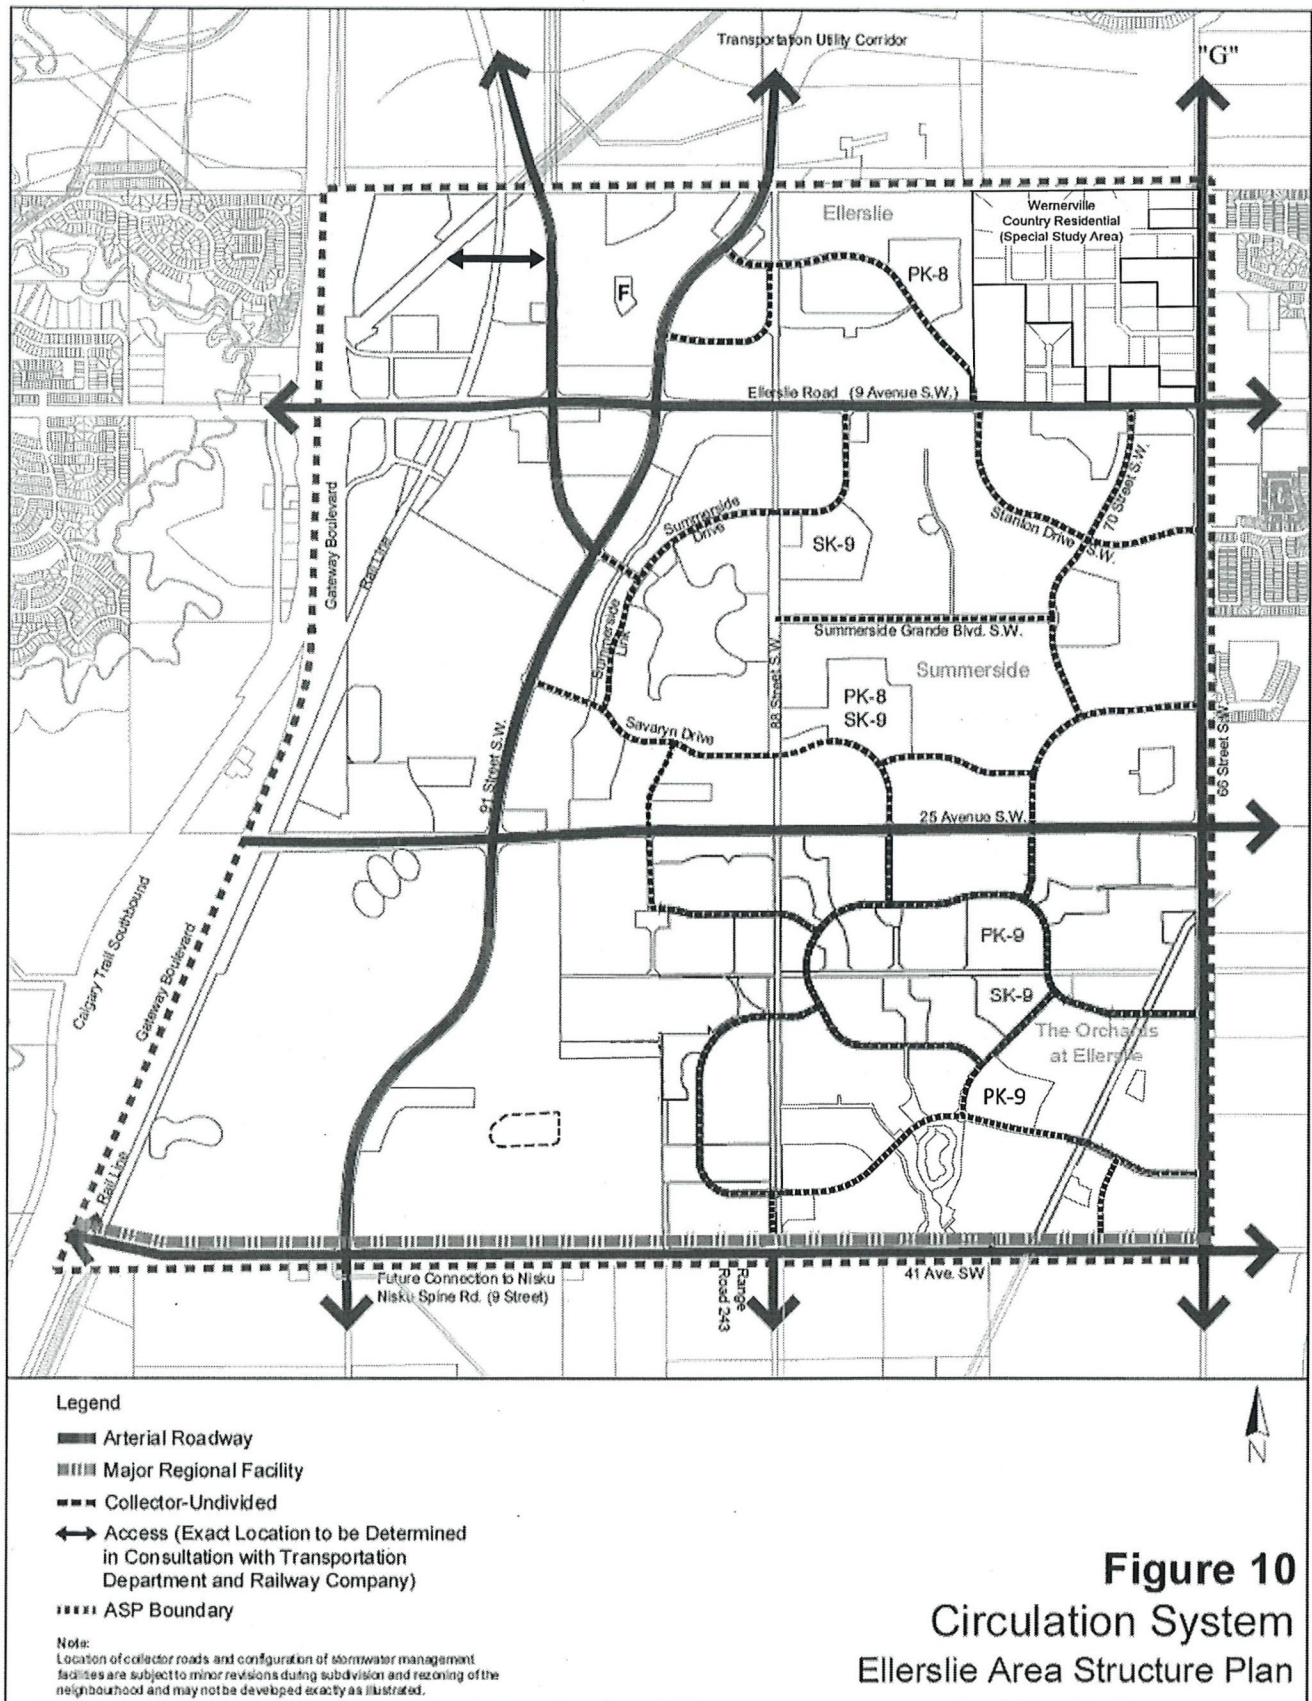 Transportation Utility Corridor
"G"
Ellerslie
Wernerville
Country Residential
(Special Study Area)
PK-8
F
Ellerslie Road (9 Avenue S.W.)
Gateway Boulevard
Rail Line
Summerside
Drive
SK-9
Stanton Drive S.W.
70 Street S.W.
Summerside
Link
Summerside Grande Blvd. S.W.
88 Street S.W.
Summerside
PK-8
SK-9
Savaryn Drive
91 Street S.W.
66 Street S.W.
25 Avenue S.W.
Calgary Trail Southbound
Gateway Boulevard
PK-9
SK-9
The Orchards
at Ellerslie
PK-9
Rail Line
Future Connection to Nisku
Nisku Spine Rd. (9 Street)
Range
Road 243
41 Ave. SW
Legend
Arterial Roadway
Major Regional Facility
Collector-Undivided
Access (Exact Location to be Determined
in Consultation with Transportation
Department and Railway Company)
ASP Boundary
Note:
Location of collector roads and configuration of stormwater management
facilities are subject to minor revisions during subdivision and rezoning of the
neighbourhood and may not be developed exactly as illustrated.
N
Figure 10
Circulation System
Ellerslie Area Structure Plan